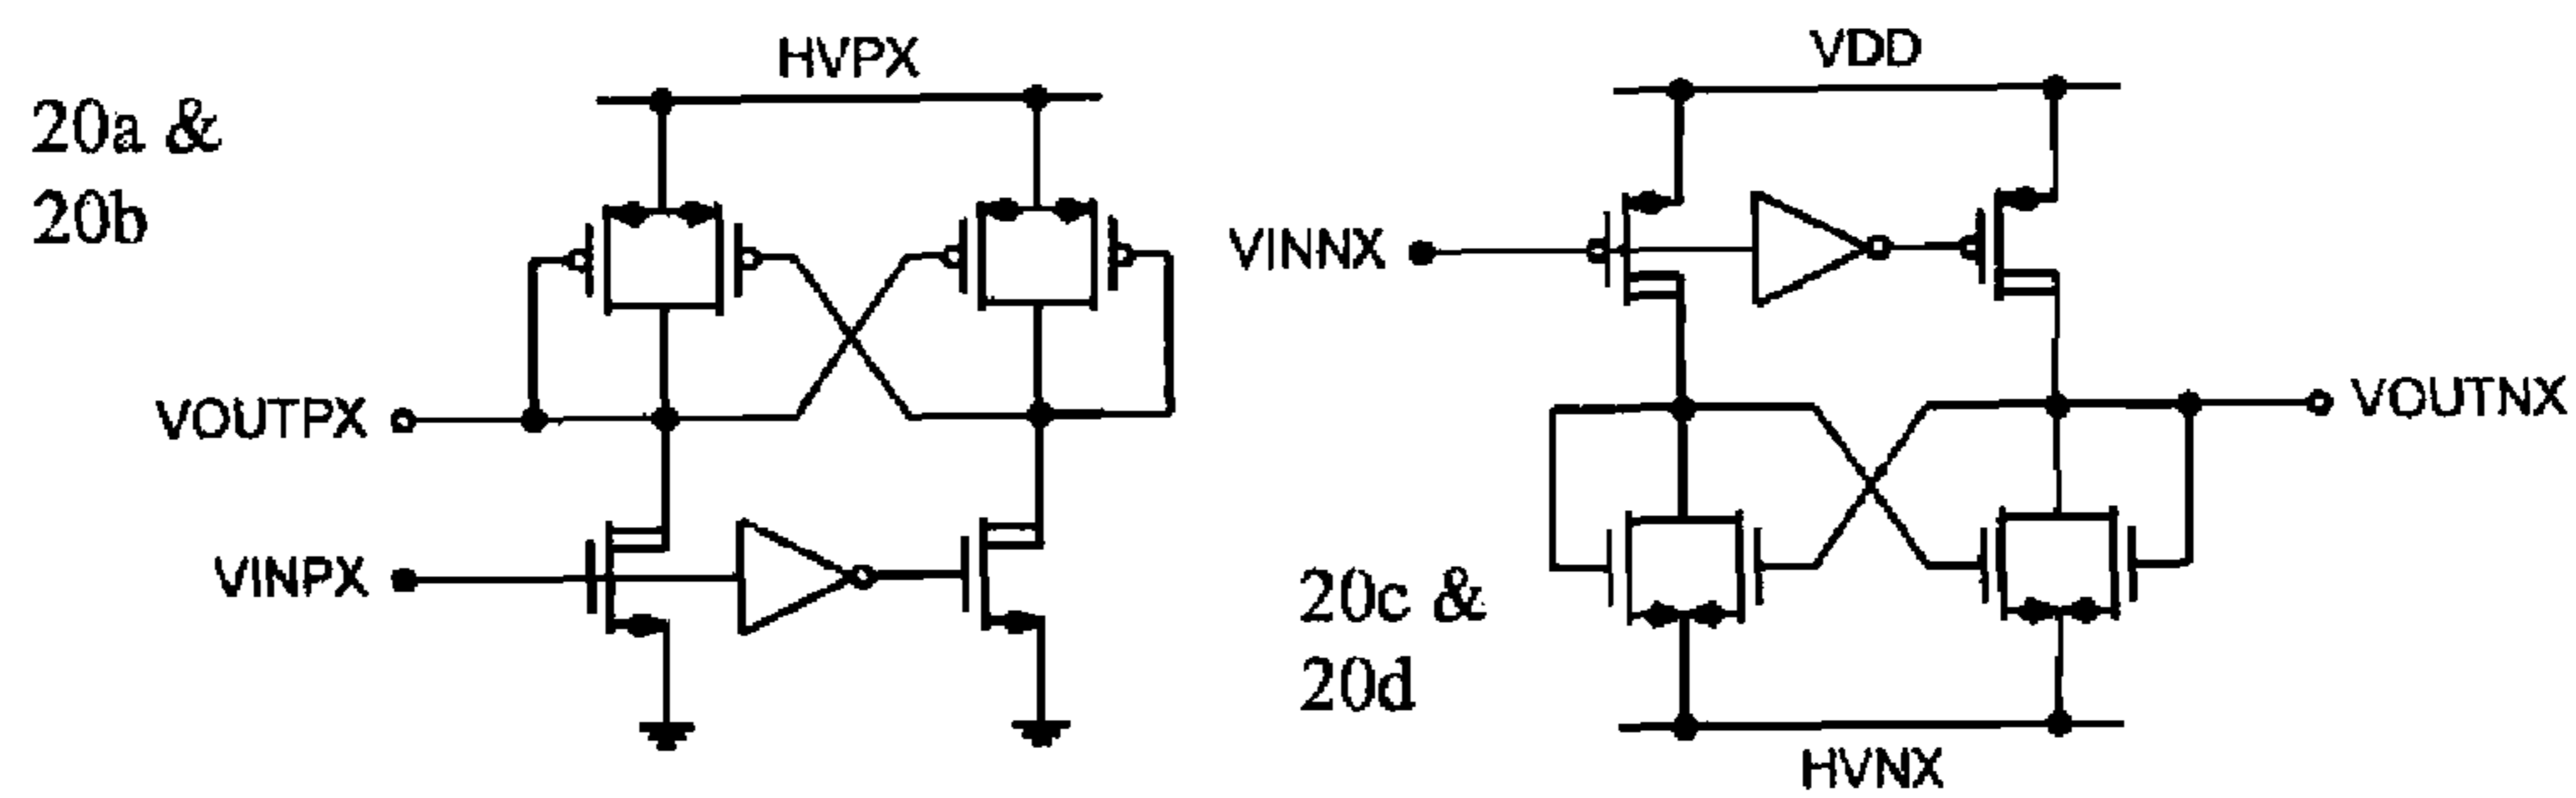 20a &
20b
HVPX
VOUTPX
VINPX
VDD
VINNX
VOUTNX
20c &
20d
HVNX